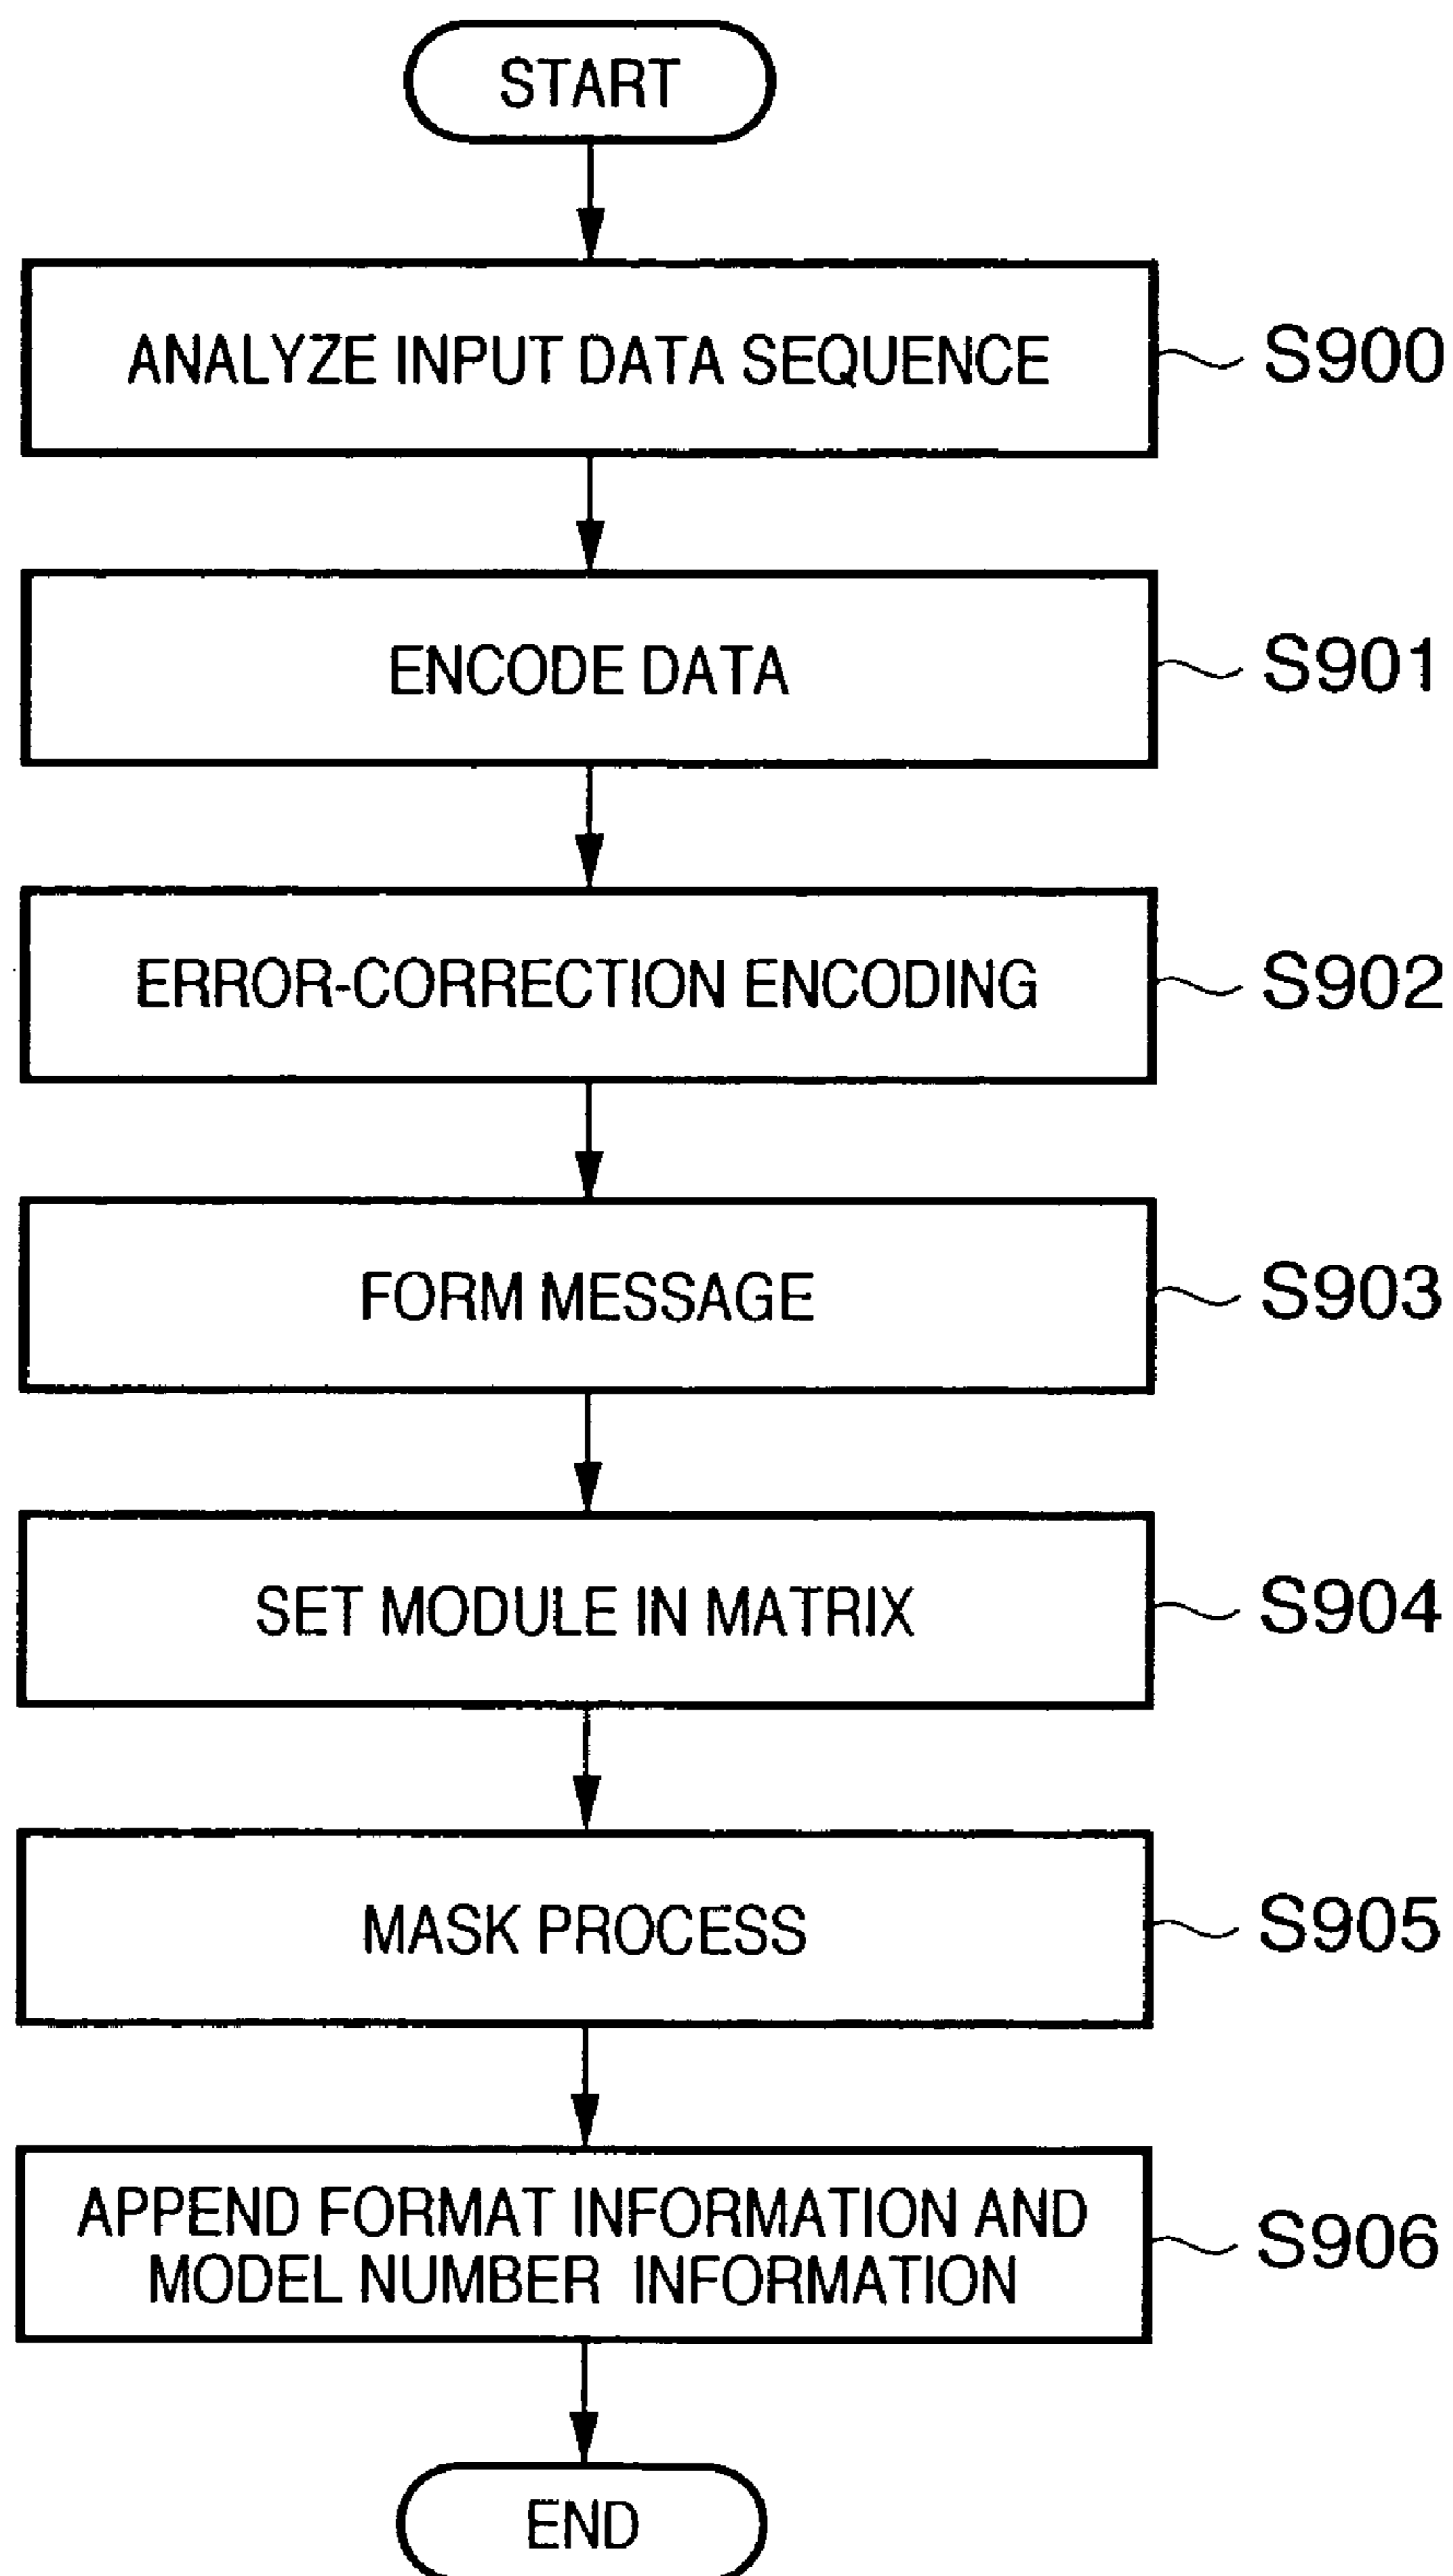 START
ANALYZE INPUT DATA SEQUENCE
S900
ENCODE DATA
S901
ERROR-CORRECTION ENCODING
S902
FORM MESSAGE
S903
SET MODULE IN MATRIX
S904
MASK PROCESS
S905
APPEND FORMAT INFORMATION AND
MODEL NUMBER INFORMATION
S906
END